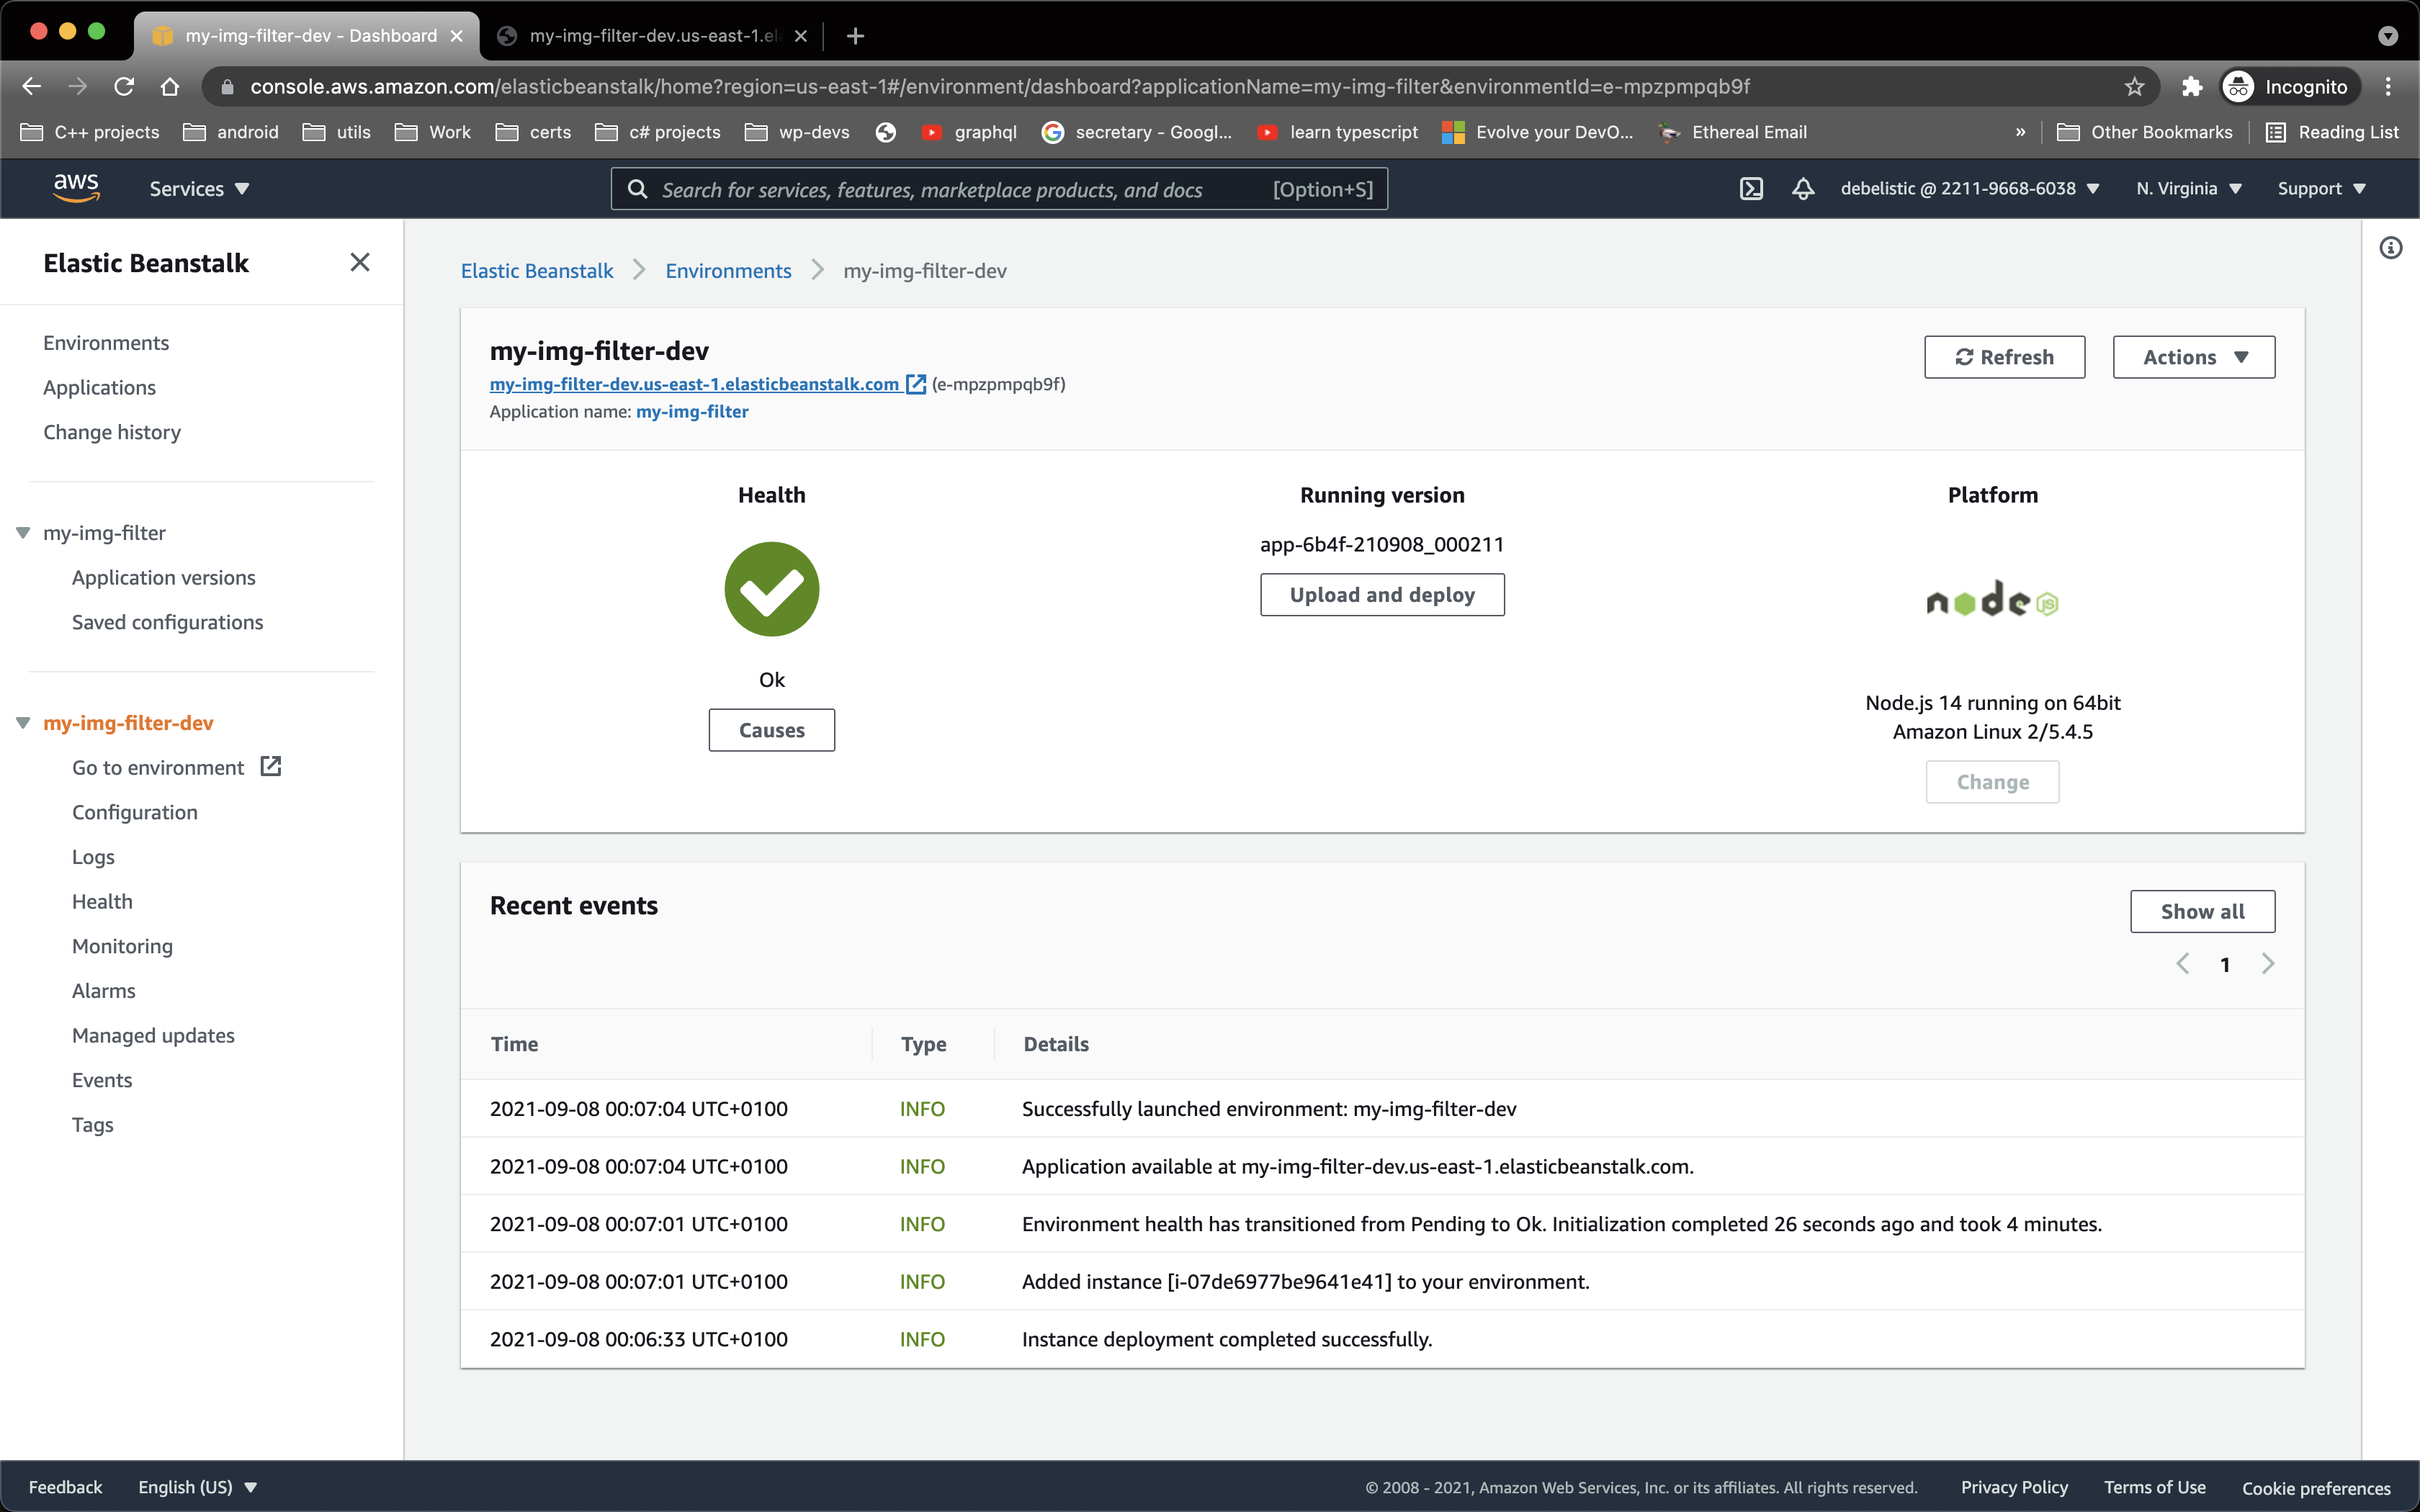 my-img-filter-dev - Dashboard
my-img-filter-dev.us-east-1.el
console.aws.amazon.com/elasticbeanstalk/home?region=us-east-1#/environment/dashboard?applicationName=my-img-filter&environmentId=e-mpzpmpqb9f
Incognito
C++ projects android utils Work certs c# projects wp-devs graphql secretary - Googl... learn typescript Evolve your DevO... Ethereal Email » Other Bookmarks Reading List
aws Services Search for services, features, marketplace products, and docs [Option+S] debelistic @ 2211-9668-6038 N. Virginia Support
Elastic Beanstalk
Environments
Applications
Change history
my-img-filter
Application versions
Saved configurations
my-img-filter-dev
Go to environment
Configuration
Logs
Health
Monitoring
Alarms
Managed updates
Events
Tags
Elastic Beanstalk Environments my-img-filter-dev
my-img-filter-dev
my-img-filter-dev.us-east-1.elasticbeanstalk.com (e-mpzpmpqb9f)
Application name: my-img-filter
Refresh Actions
Health
Ok
Causes
Running version
app-6b4f-210908_000211
Upload and deploy
Platform
node js
Node.js 14 running on 64bit
Amazon Linux 2/5.4.5
Change
Recent events
Show all
1
Time Type Details
2021-09-08 00:07:04 UTC+0100 INFO Successfully launched environment: my-img-filter-dev
2021-09-08 00:07:04 UTC+0100 INFO Application available at my-img-filter-dev.us-east-1.elasticbeanstalk.com.
2021-09-08 00:07:01 UTC+0100 INFO Environment health has transitioned from Pending to Ok. Initialization completed 26 seconds ago and took 4 minutes.
2021-09-08 00:07:01 UTC+0100 INFO Added instance [i-07de6977be9641e41] to your environment.
2021-09-08 00:06:33 UTC+0100 INFO Instance deployment completed successfully.
Feedback English (US) © 2008 - 2021, Amazon Web Services, Inc. or its affiliates. All rights reserved. Privacy Policy Terms of Use Cookie preferences